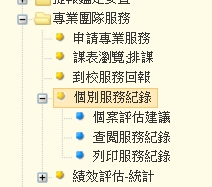 專業團隊服務
申請專業服務
課表瀏覽;排課
到校服務回報
個別服務紀錄
個案評估建議
查閱服務紀錄
列印服務紀錄
績效評估-統計